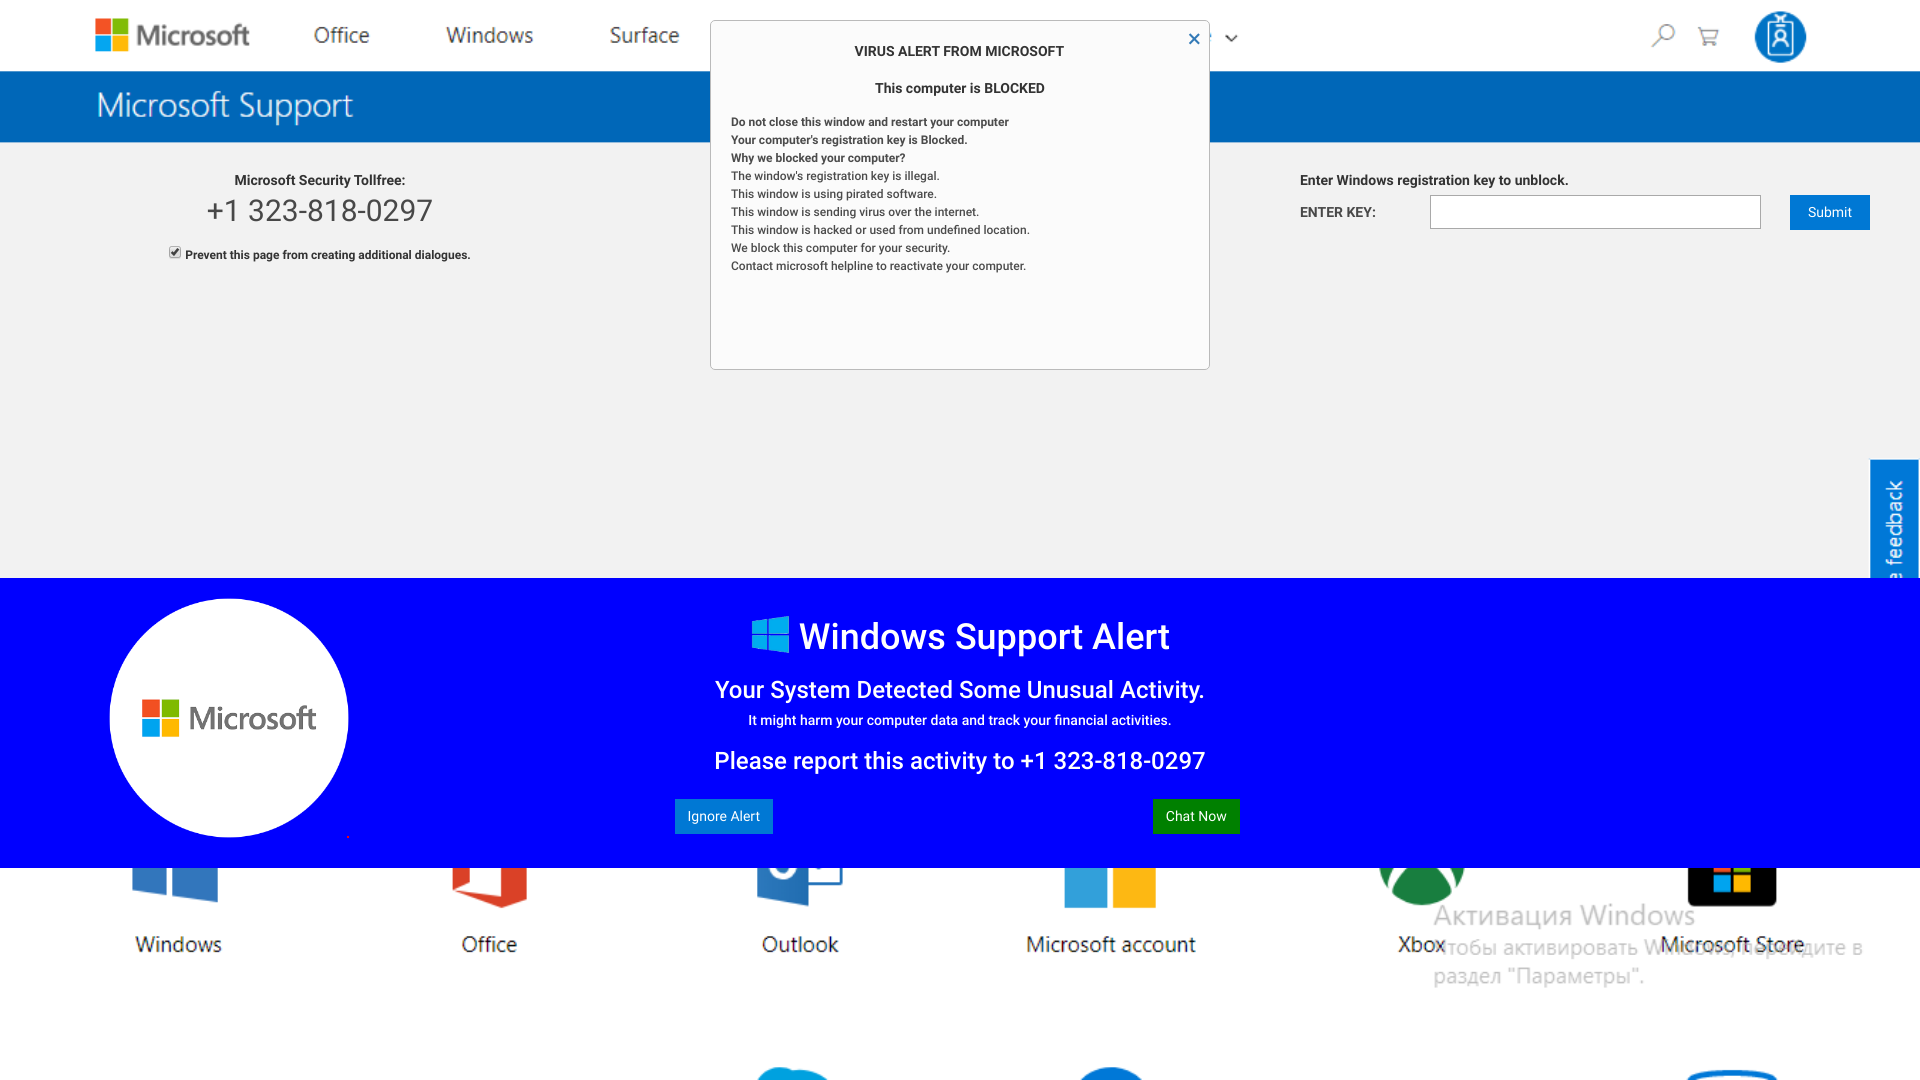 Microsoft
Office
Windows
Surface
VIRUS ALERT FROM MICROSOFT
This computer is BLOCKED
Do not close this window and restart your computer
Your computer's registration key is Blocked.
Why we blocked your computer?
The window's registration key is illegal.
This window is using pirated software.
This window is sending virus over the internet.
This window is hacked or used from undefined location.
We block this computer for your security.
Contact microsoft helpline to reactivate your computer.
Microsoft Support
Microsoft Security Tollfree:
+1 323-818-0297
Prevent this page from creating additional dialogues.
Enter Windows registration key to unblock.
ENTER KEY:
Submit
feedback
Microsoft
Windows Support Alert
Your System Detected Some Unusual Activity.
It might harm your computer data and track your financial activities.
Please report this activity to +1 323-818-0297
Ignore Alert
Chat Now
Windows
Office
Outlook
Microsoft account
Xbox
Microsoft Store
Активация Windows
Чтобы активировать Windows, перейдите в
раздел "Параметры".